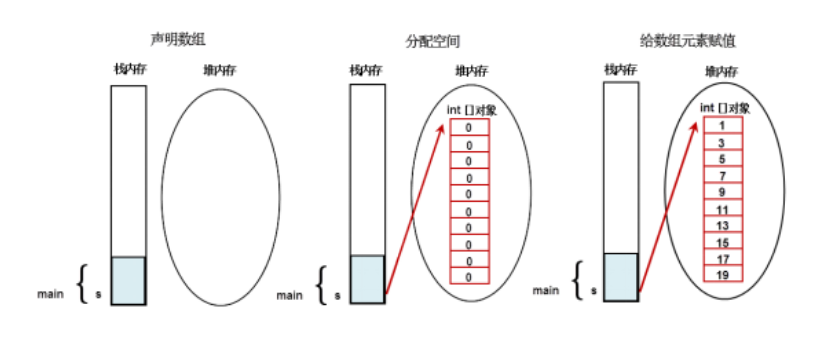 声明数组
栈内存
堆内存
main
s
分配空间
栈内存
堆内存
int []对象
0
0
0
0
0
0
0
0
0
0
main
s
给数组元素赋值
栈内存
堆内存
int []对象
1
3
5
7
9
11
13
15
17
19
main
s